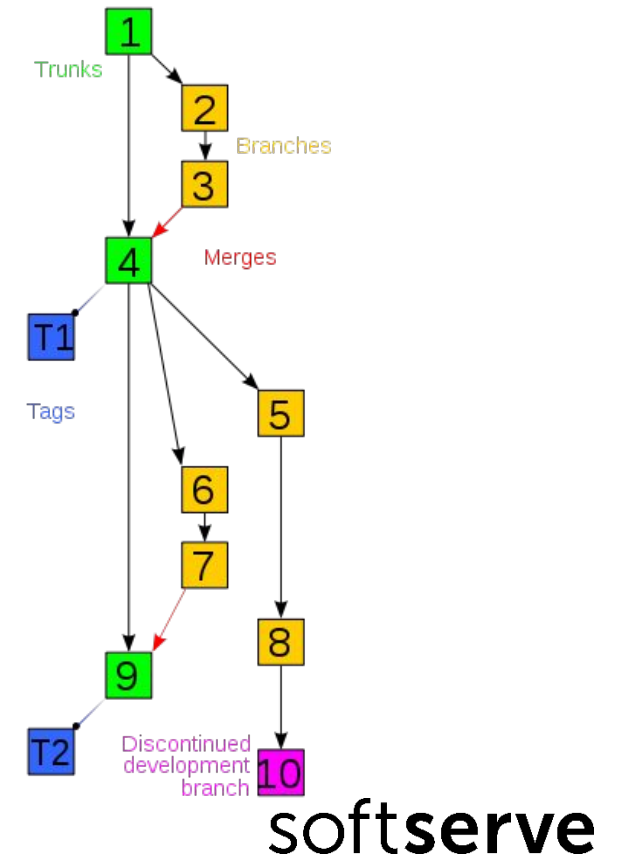 1
Trunks
2
Branches
3
4
Merges
T1
Tags
5
6
7
8
9
T2
Discontinued
development
branch
10
softserve